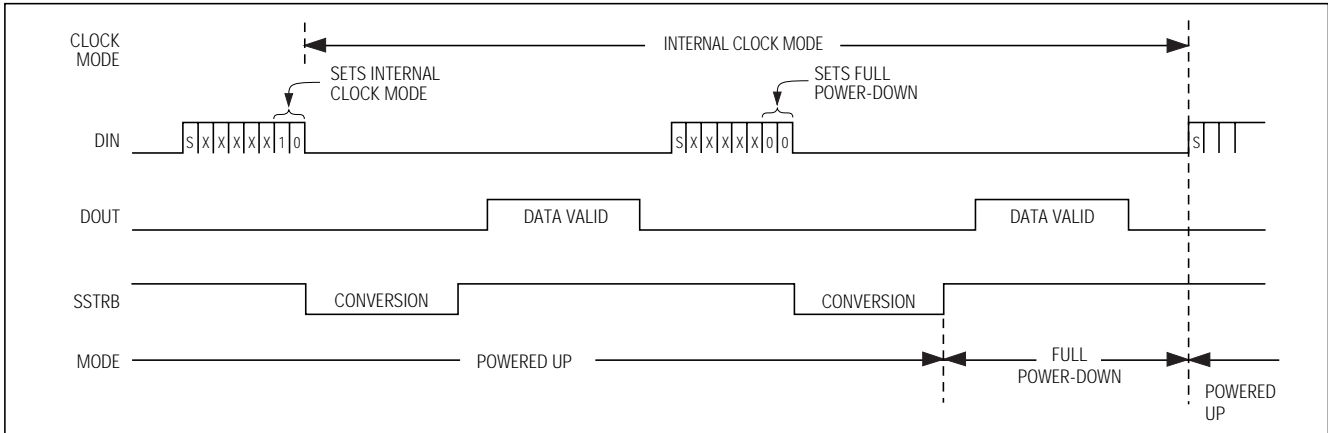 CLOCK
MODE
INTERNAL CLOCK MODE
SETS INTERNAL
CLOCK MODE
SETS FULL
POWER-DOWN
DIN
S X X X X X 1 0
S X X X X X 0 0
S
DOUT
DATA VALID
DATA VALID
SSTRB
CONVERSION
CONVERSION
MODE
POWERED UP
FULL
POWER-DOWN
POWERED
UP